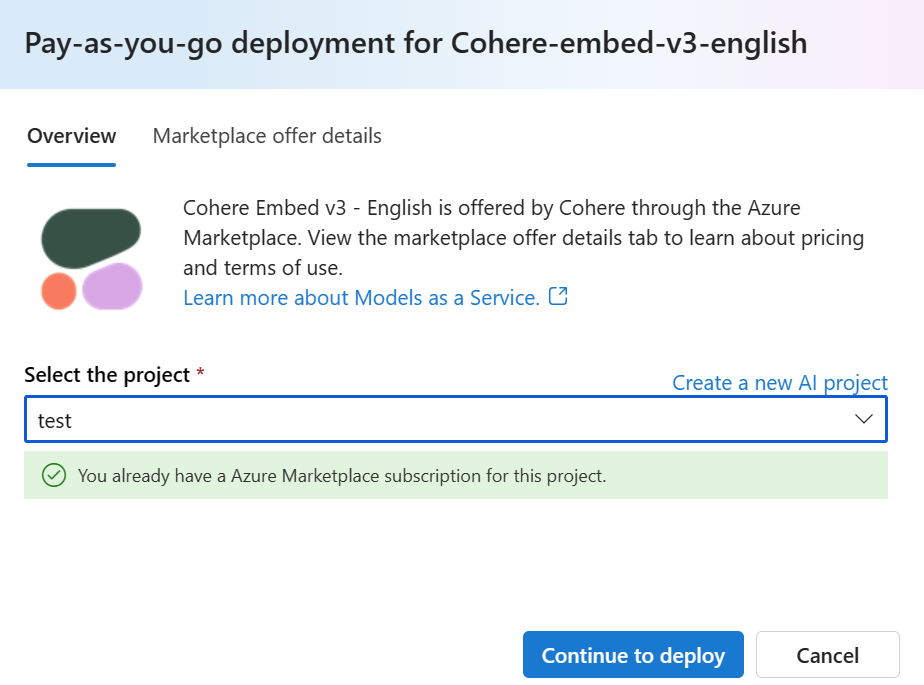 Pay-as-you-go deployment for Cohere-embed-v3-english
Overview
Marketplace offer details
Cohere Embed v3 - English is offered by Cohere through the Azure
Marketplace. View the marketplace offer details tab to learn about pricing
and terms of use.
Learn more about Models as a Service.
Select the project *
Create a new AI project
test
You already have a Azure Marketplace subscription for this project.
Continue to deploy
Cancel